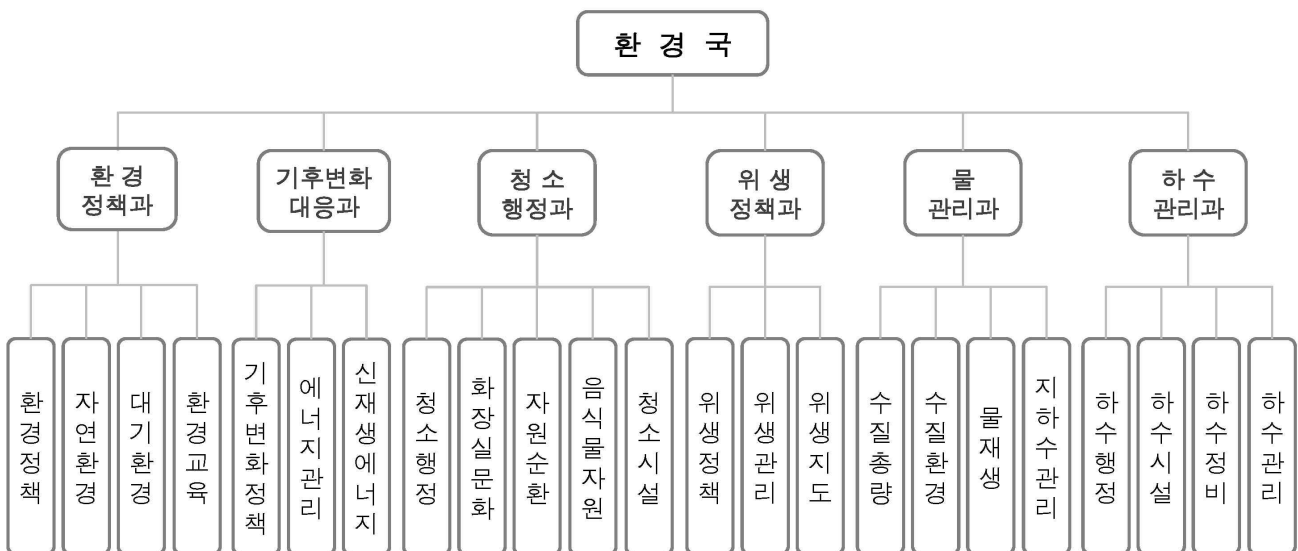 환 경 국
환 경
정책과
기후변화
대응과
청 소
행정과
위 생
정책과
물
관리과
하 수
관리과
환경정책
자연환경
대기환경
환경교육
기후변화정책
에너지관리
신재생에너지
청소행정
화장실문화
자원순환
음식물자원
청소시설
위생정책
위생관리
위생지도
수질총량
수질환경
물재생
지하수관리
하수행정
하수시설
하수정비
하수관리